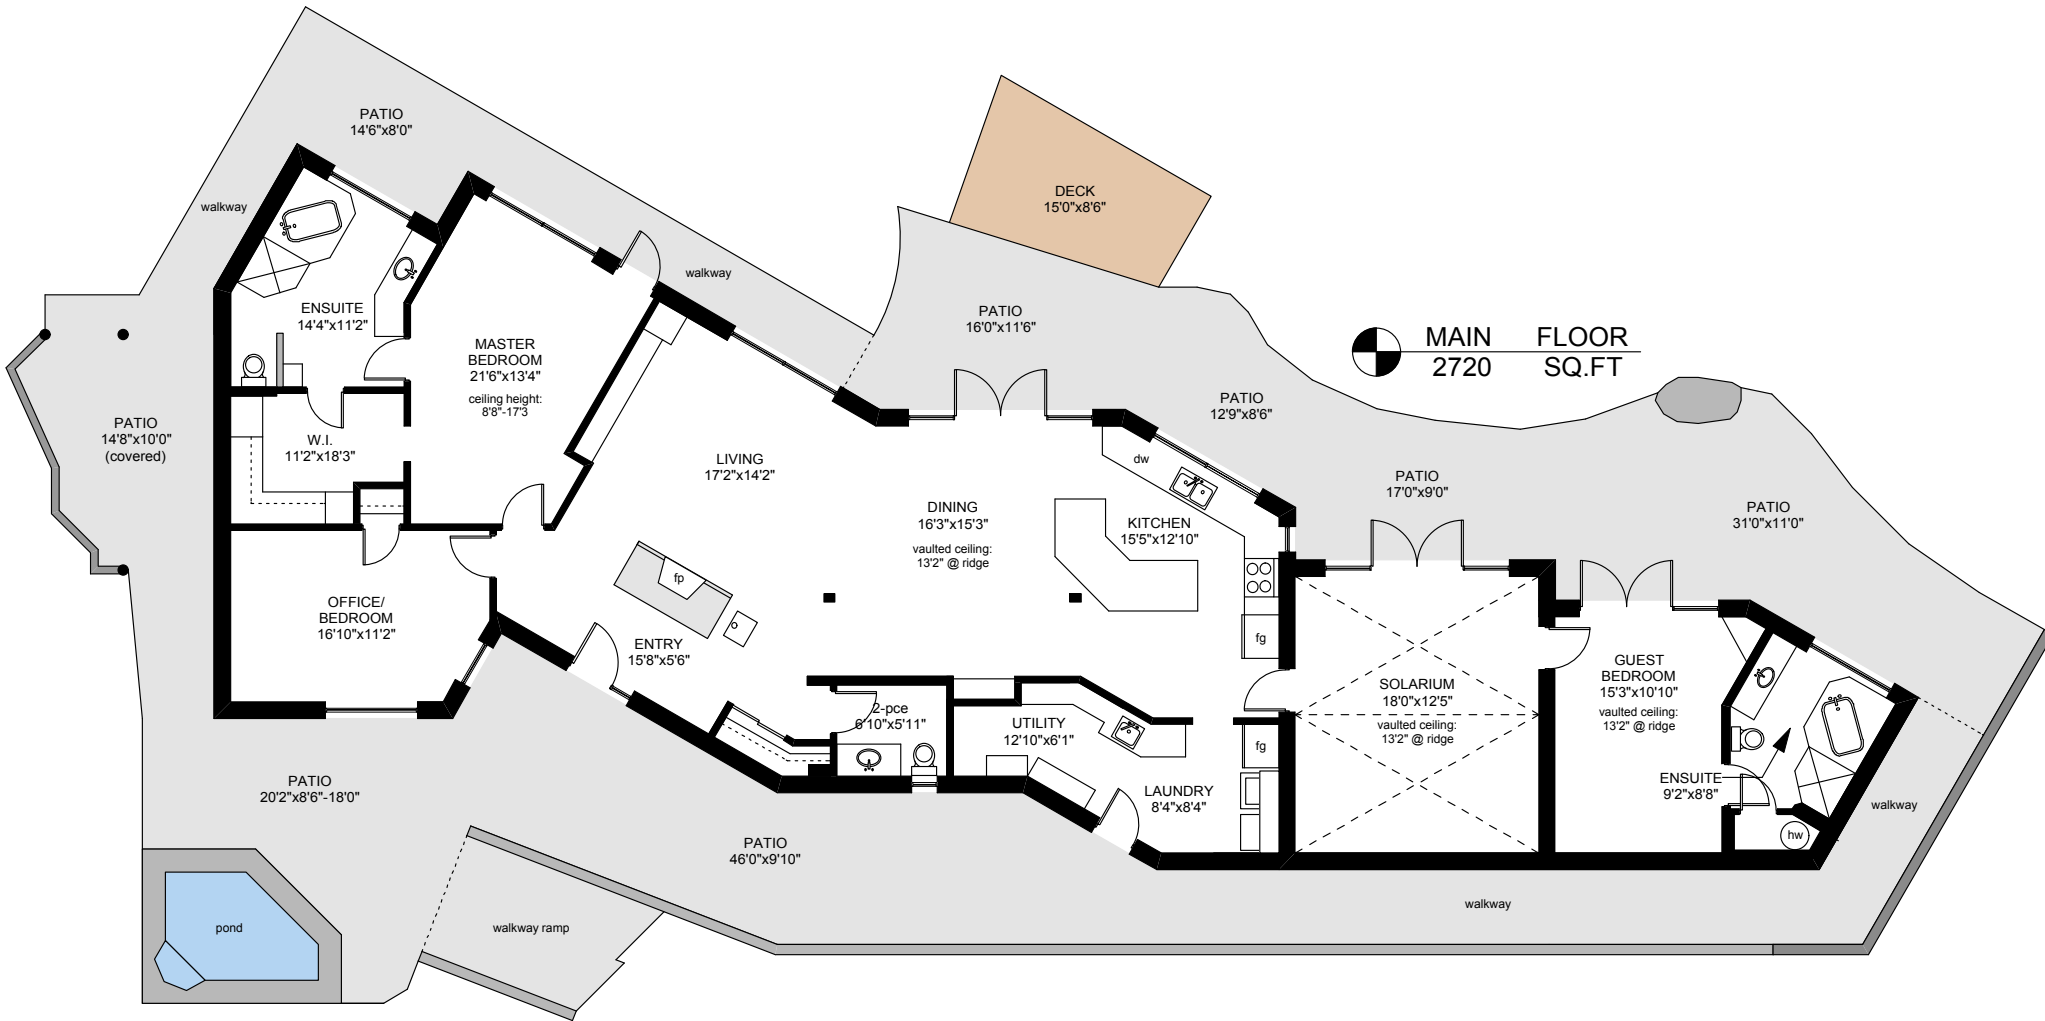 PATIO
14'6"x8'0"
walkway
DECK
15'0"x8'6"
walkway
PATIO
16'0"x11'6"
ENSUITE
14'4"x11'2"
MASTER
BEDROOM
21'6"x13'4"
ceiling height:
8'8"-17'3
MAIN FLOOR
2720 SQ.FT
PATIO
12'9"x8'6"
PATIO
14'8"x10'0"
(covered)
W.I.
11'2"x18'3"
LIVING
17'2"x14'2"
dw
PATIO
17'0"x9'0"
DINING
16'3"x15'3"
vaulted ceiling:
13'2" @ ridge
KITCHEN
15'5"x12'10"
PATIO
31'0"x11'0"
fp
OFFICE/
BEDROOM
16'10"x11'2"
ENTRY
15'8"x5'6"
fg
SOLARIUM
18'0"x12'5"
vaulted ceiling:
13'2" @ ridge
GUEST
BEDROOM
15'3"x10'10"
vaulted ceiling:
13'2" @ ridge
2-pce
6'10"x5'11"
UTILITY
12'10"x6'1"
fg
PATIO
20'2"x8'6"-18'0"
LAUNDRY
8'4"x8'4"
ENSUITE
9'2"x8'8"
walkway
hw
PATIO
46'0"x9'10"
walkway
pond
walkway ramp